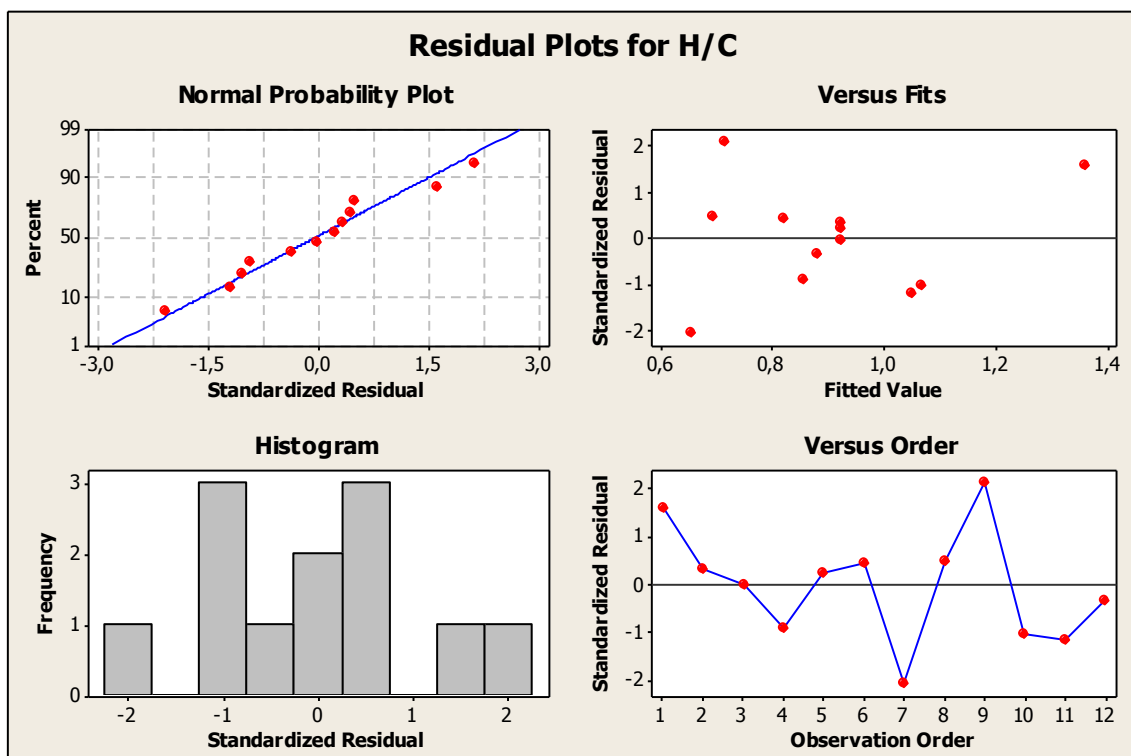 Residual Plots for H/C
Normal Probability Plot
99
90
50
10
1
Percent
-3,0 -1,5 0,0 1,5 3,0
Standardized Residual
Versus Fits
2
1
0
-1
-2
Standardized Residual
0,6 0,8 1,0 1,2 1,4
Fitted Value
Histogram
3
2
1
0
Frequency
-2 -1 0 1 2
Standardized Residual
Versus Order
2
1
0
-1
-2
Standardized Residual
1 2 3 4 5 6 7 8 9 10 11 12
Observation Order